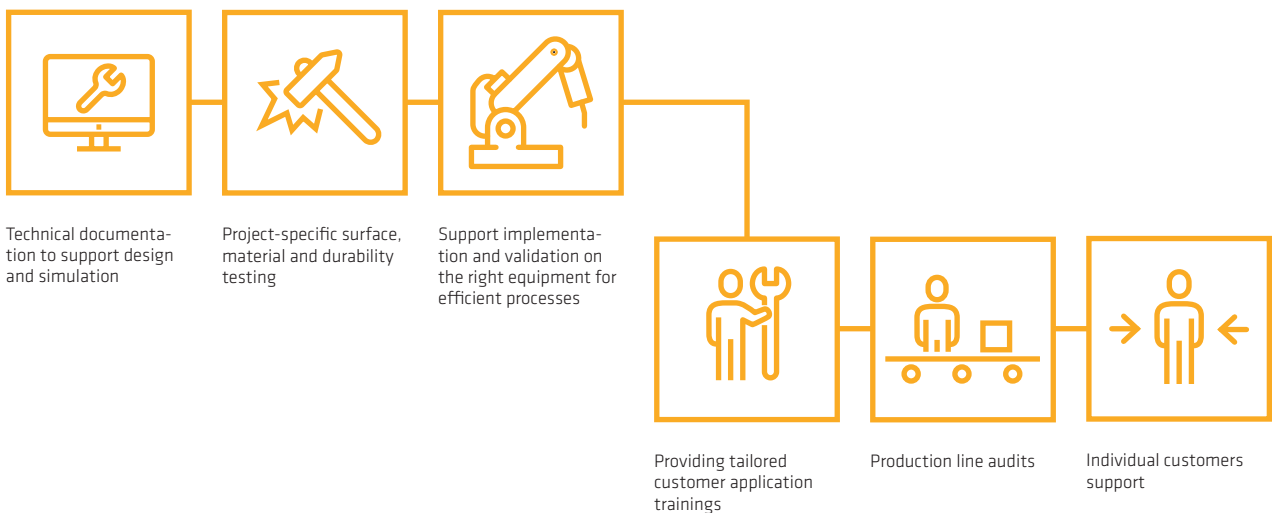 Technical documenta-
tion to support design
and simulation
Project-specific surface,
material and durability
testing
Support implementa-
tion and validation on
the right equipment for
efficient processes
Providing tailored
customer application
trainings
Production line audits
Individual customers
support